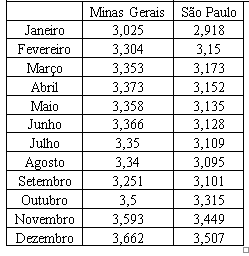 Minas Gerais São Paulo
Janeiro 3,025 2,918
Fevereiro 3,304 3,15
Março 3,353 3,173
Abril 3,373 3,152
Maio 3,358 3,135
Junho 3,366 3,128
Julho 3,35 3,109
Agosto 3,34 3,095
Setembro 3,251 3,101
Outubro 3,5 3,315
Novembro 3,593 3,449
Dezembro 3,662 3,507